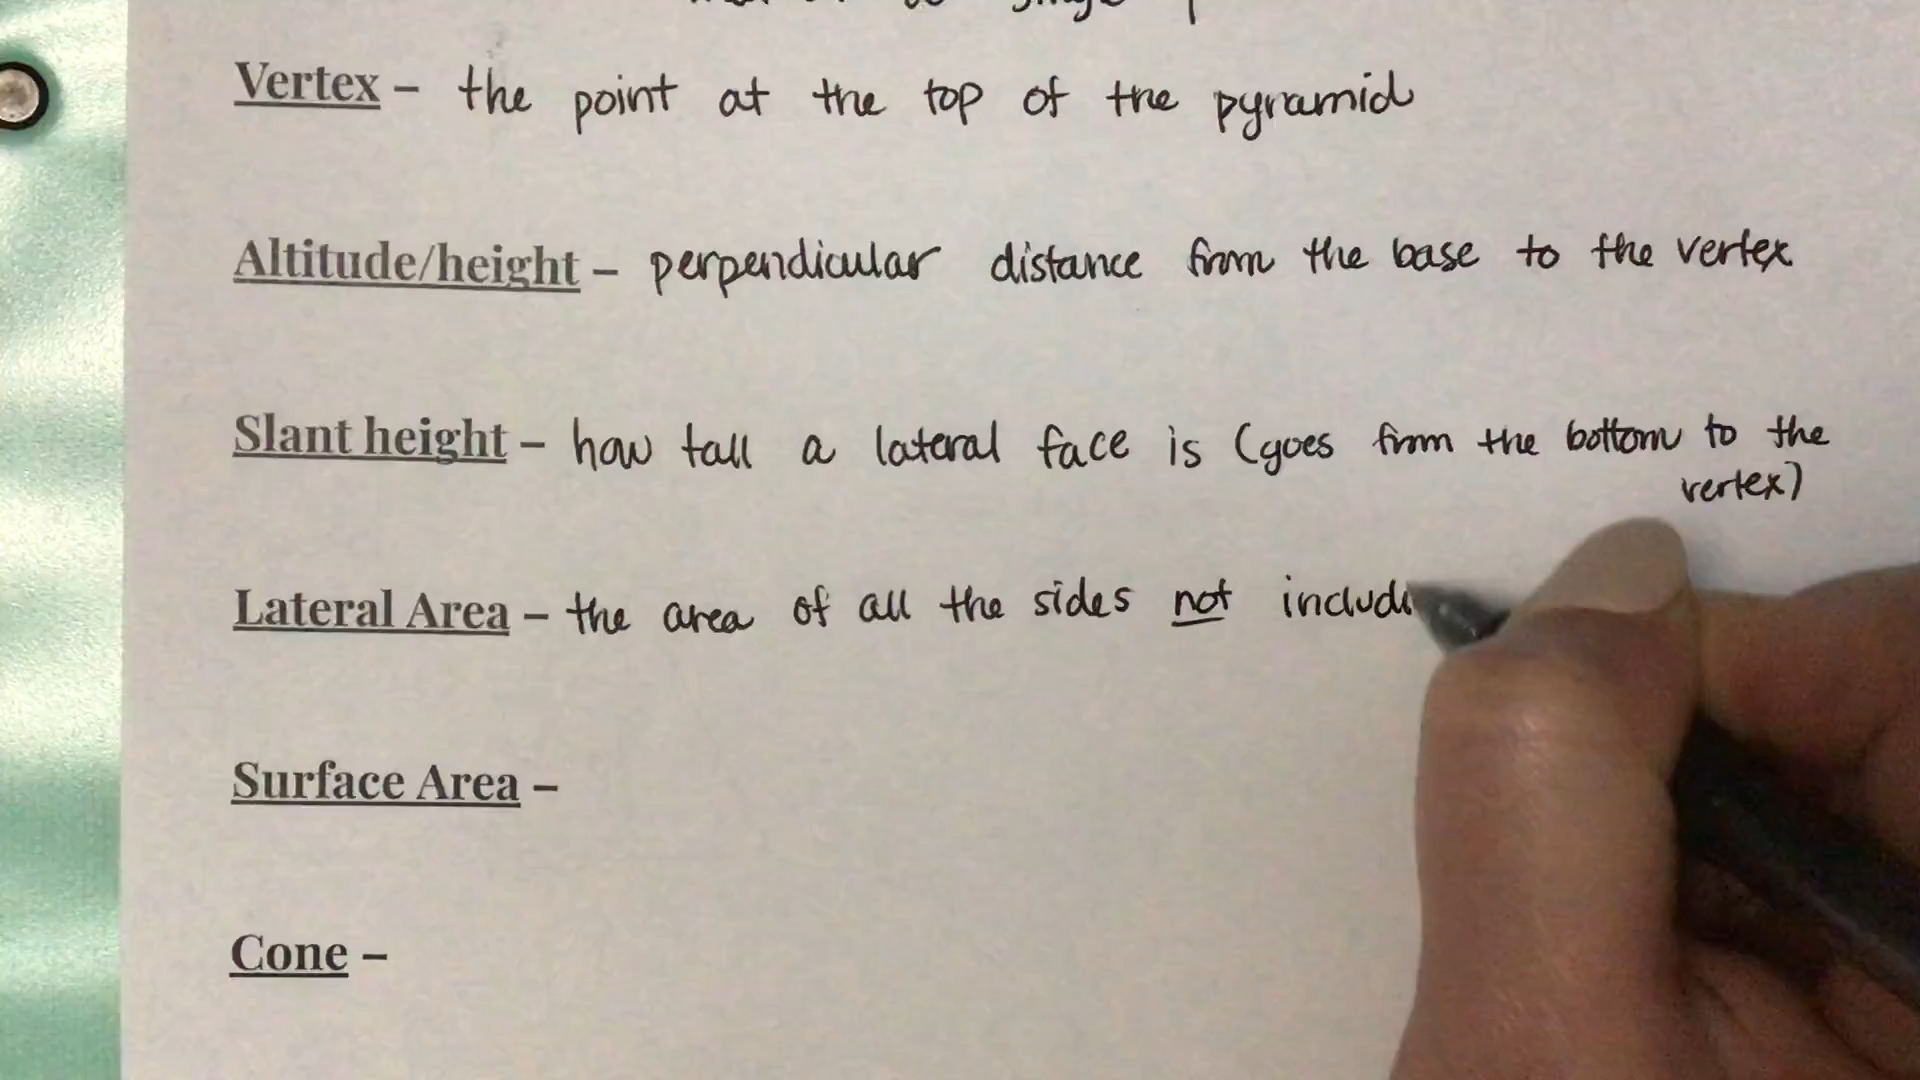 Vertex – the point at the top of the pyramid
Altitude/height – perpendicular distance from the base to the vertex
Slant height – how tall a lateral face is (goes from the bottom to the
vertex)
Lateral Area – the area of all the sides not includ
Surface Area –
Cone –